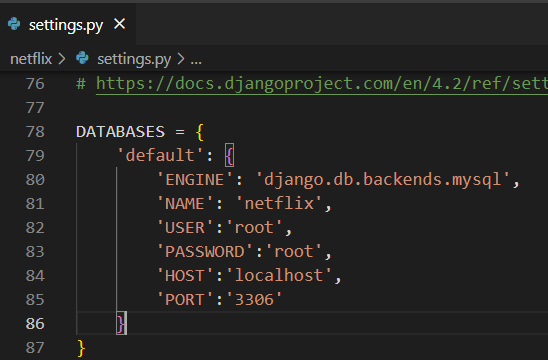 settings.py ×
netflix > settings.py > ...
76 # https://docs.djangoproject.com/en/4.2/ref/sett
77
78 DATABASES = {
79 'default': {
80 'ENGINE': 'django.db.backends.mysql',
81 'NAME': 'netflix',
82 'USER':'root',
83 'PASSWORD':'root',
84 'HOST':'localhost',
85 'PORT':'3306'
86 }
87 }